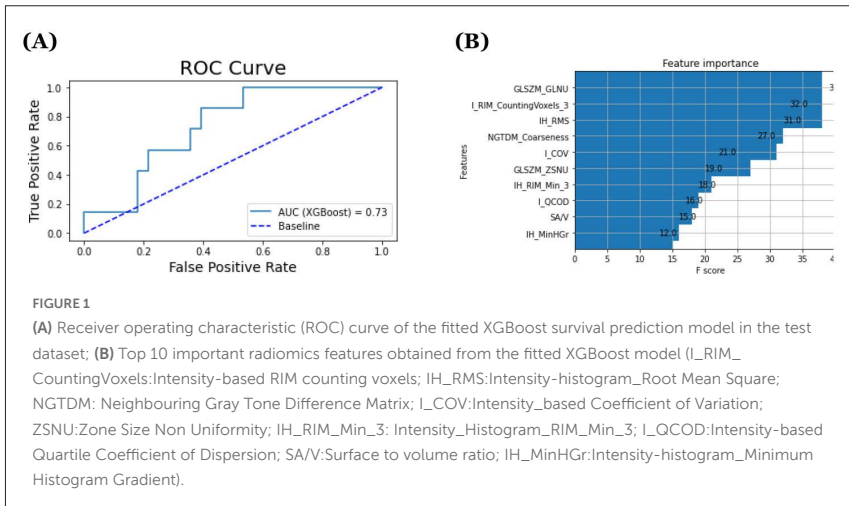 (A)
ROC Curve
True Positive Rate
1.0
0.8
0.6
0.4
0.2
0.0
AUC (XGBoost) = 0.73
Baseline
0.0 0.2 0.4 0.6 0.8 1.0
False Positive Rate
(B)
Feature importance
Features
GLSZM_GLNU 3
I_RIM_CountingVoxels_3 32.0
IH_RMS 31.0
NGTDM_Coarseness 27.0
I_COV 21.0
GLSZM_ZSNU 19.0
IH_RIM_Min_3 18.0
I_QCOD 16.0
SA/V 15.0
IH_MinHGr 12.0
0 5 10 15 20 25 30 35 4
F score
FIGURE 1
(A) Receiver operating characteristic (ROC) curve of the fitted XGBoost survival prediction model in the test
dataset; (B) Top 10 important radiomics features obtained from the fitted XGBoost model (I_RIM_
CountingVoxels:Intensity-based RIM counting voxels; IH_RMS:Intensity-histogram_Root Mean Square;
NGTDM: Neighbouring Gray Tone Difference Matrix; I_COV:Intensity_based Coefficient of Variation;
ZSNU:Zone Size Non Uniformity; IH_RIM_Min_3: Intensity_Histogram_RIM_Min_3; I_QCOD:Intensity-based
Quartile Coefficient of Dispersion; SA/V:Surface to volume ratio; IH_MinHGr:Intensity-histogram_Minimum
Histogram Gradient).